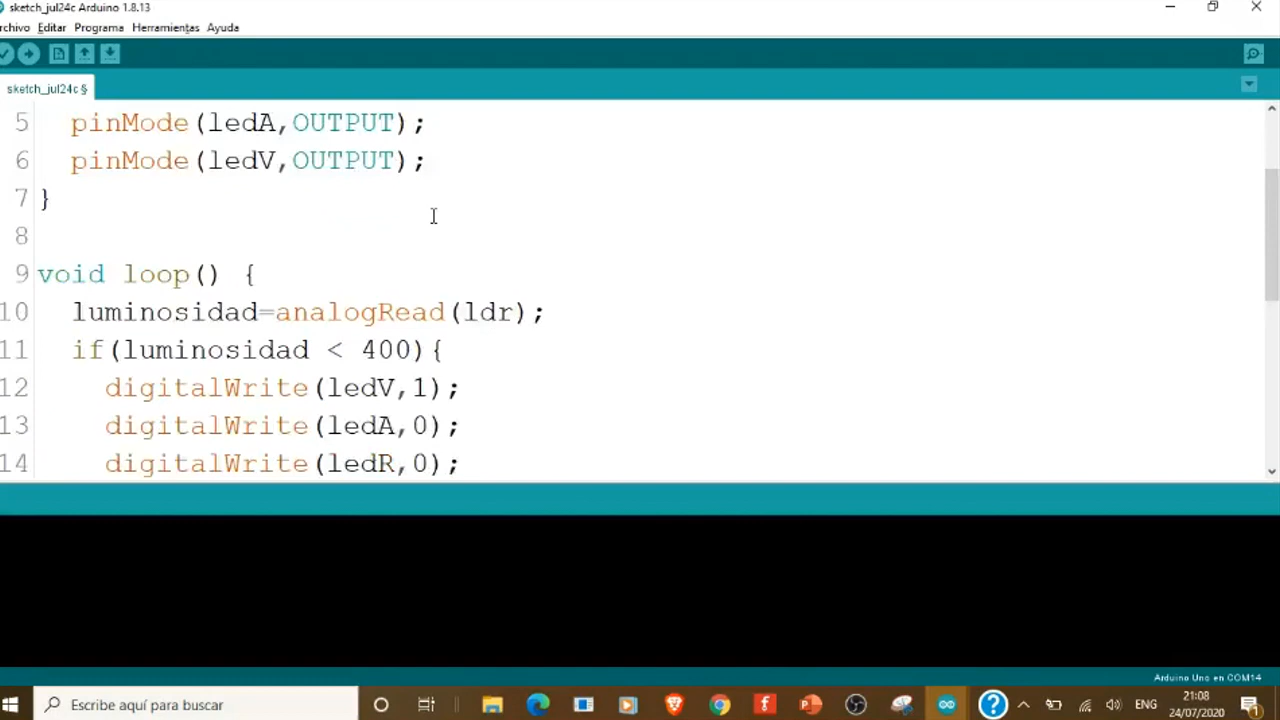 sketch_jul24c Arduino 1.8.13
rchivo Editar Programa Herramientas Ayuda
sketch_jul24c §
5 pinMode(ledA,OUTPUT);
6 pinMode(ledV,OUTPUT);
7 }
8
9 void loop() {
10 luminosidad=analogRead(ldr);
11 if(luminosidad < 400){
12 digitalWrite(ledV,1);
13 digitalWrite(ledA,0);
14 digitalWrite(ledR,0);
Arduino Uno en COM14
Escribe aquí para buscar
ENG
21:08
24/07/2020